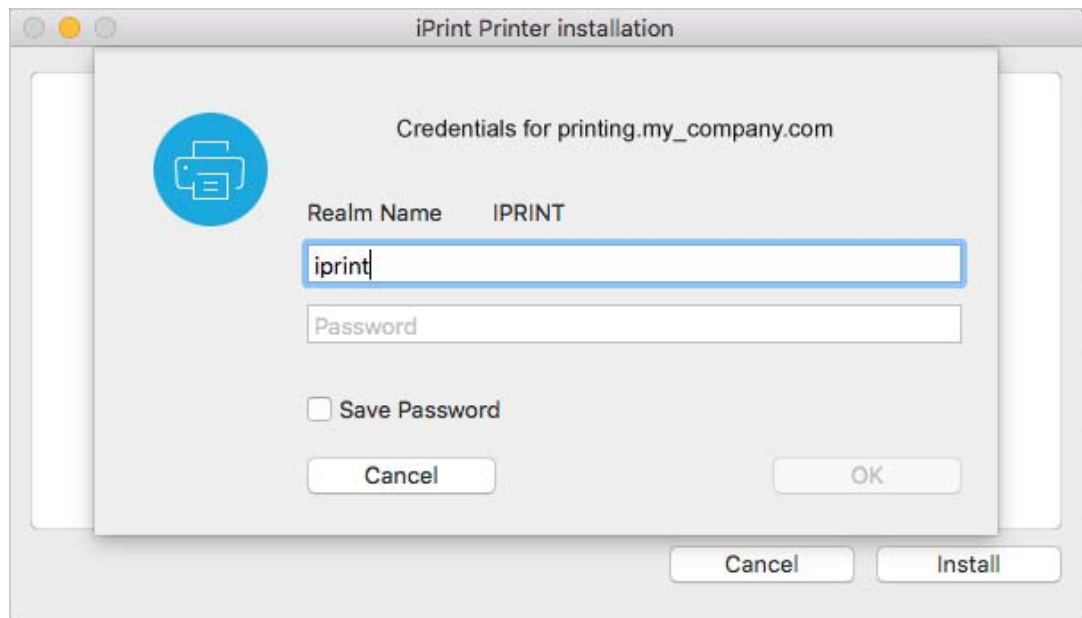 iPrint Printer installation
Credentials for printing.my_company.com
Realm Name IPRINT
iprint
Password
Save Password
Cancel OK
Cancel Install